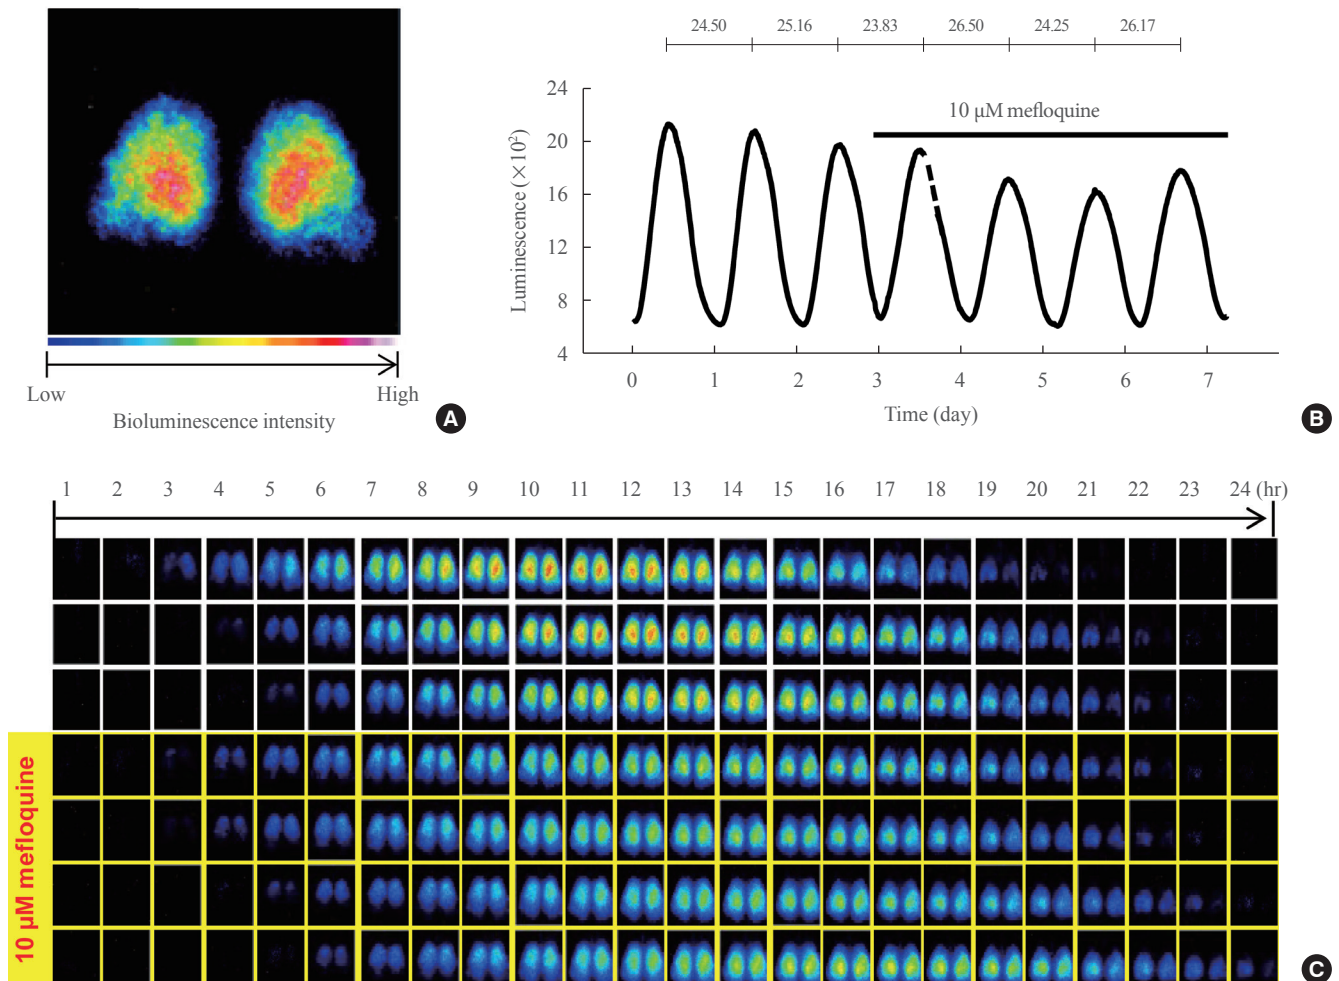 Low
High
Bioluminescence intensity
A
24.50 25.16 23.83 26.50 24.25 26.17
24
20
16
12
8
4
Luminescence (×10²)
10 μM mefloquine
0 1 2 3 4 5 6 7
Time (day)
B
1 2 3 4 5 6 7 8 9 10 11 12 13 14 15 16 17 18 19 20 21 22 23 24 (hr)
10 μM mefloquine
C